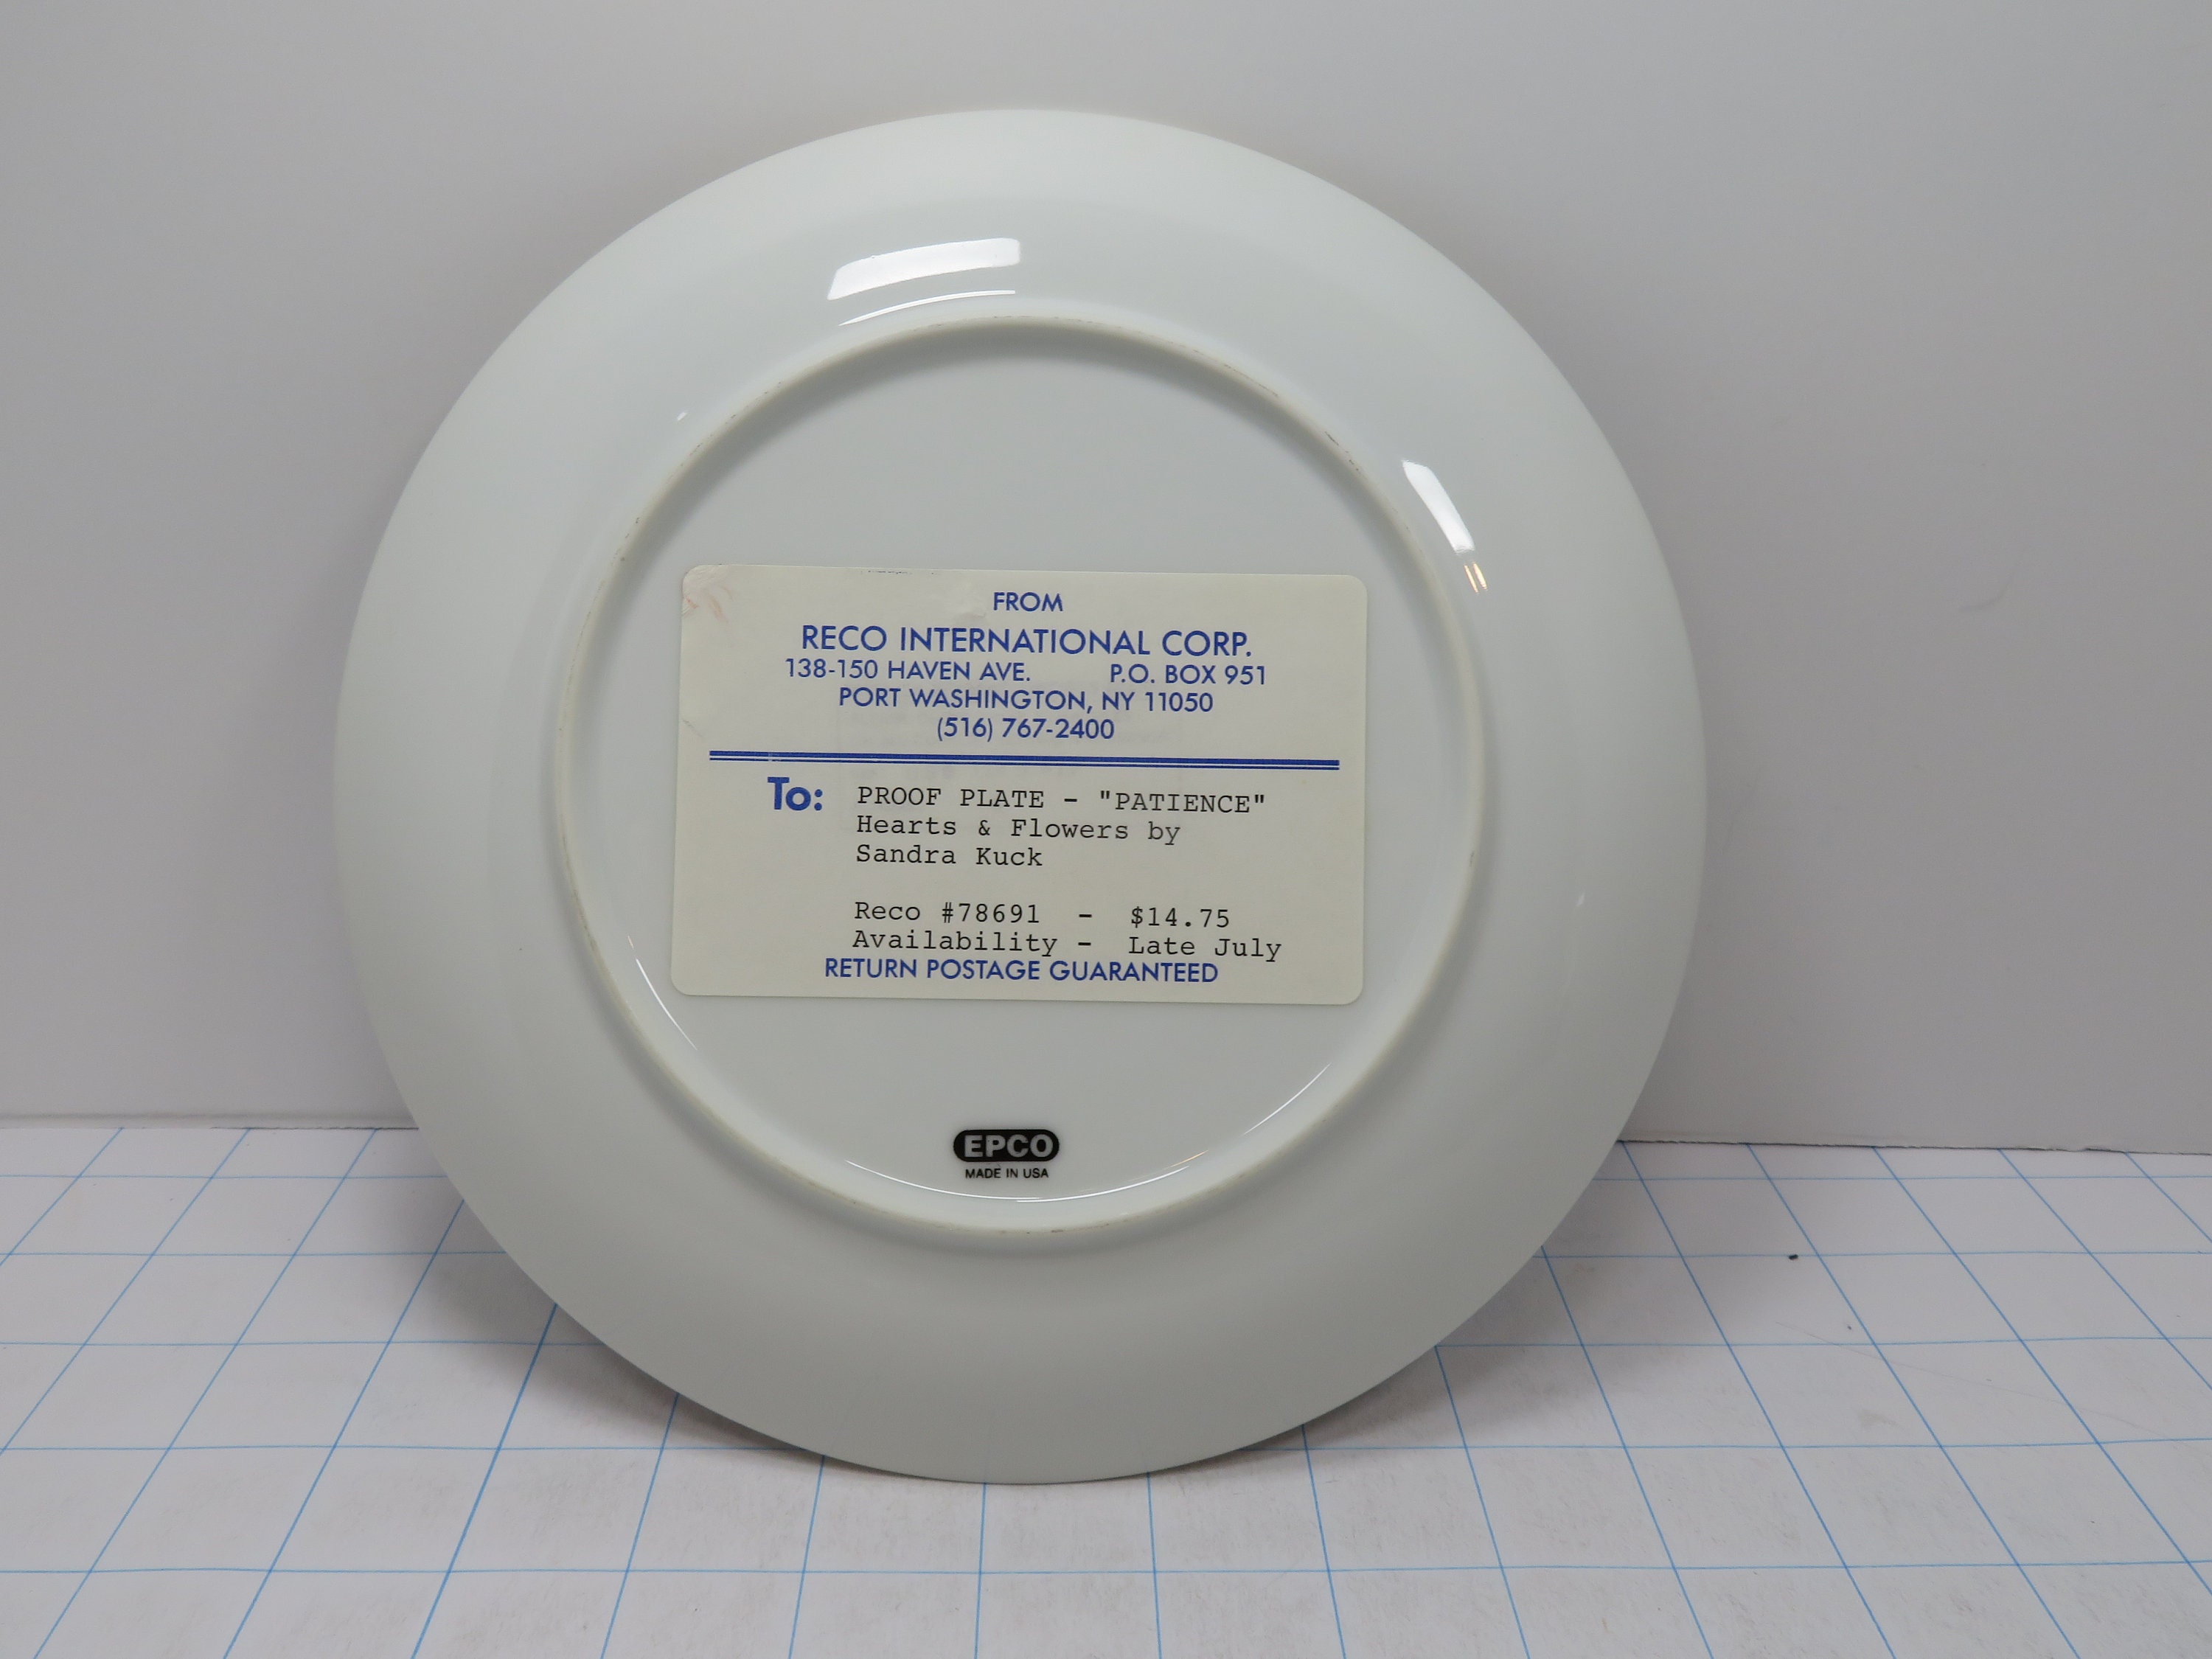 FROM
RECO INTERNATIONAL CORP.
138-150 HAVEN AVE. P.O. BOX 951
PORT WASHINGTON, NY 11050
(516) 767-2400
To: PROOF PLATE - "PATIENCE"
Hearts & Flowers by
Sandra Kuck
Reco #78691 - $14.75
Availability - Late July
RETURN POSTAGE GUARANTEED
EPCO
MADE IN USA